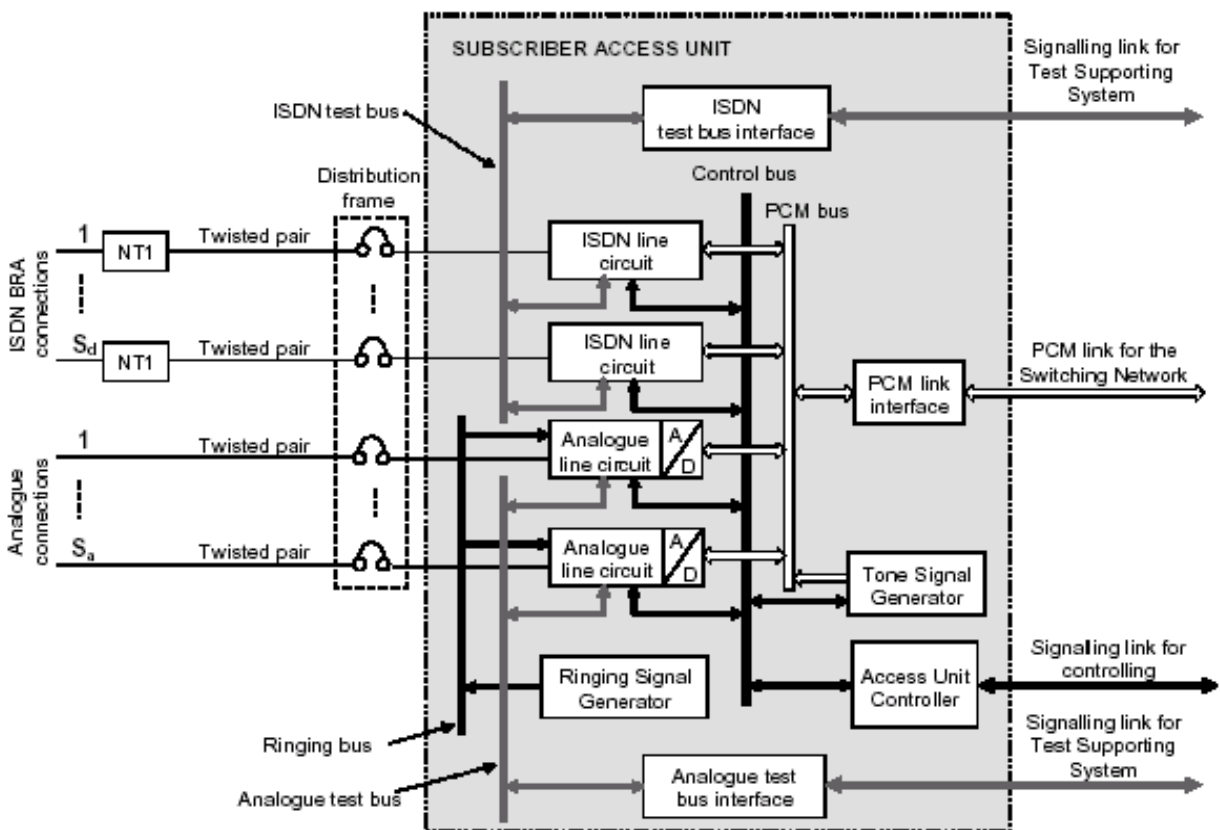 SUBSCRIBER ACCESS UNIT
Signalling link for
Test Supporting
System
ISDN test bus
ISDN
test bus interface
Distribution
frame
Control bus
PCM bus
ISDN BRA
connections
1
NT1
Twisted pair
ISDN line
circuit
Sd
NT1
Twisted pair
ISDN line
circuit
PCM link
interface
PCM link for the
Switching Network
Analogue
connections
1
Twisted pair
Analogue
line circuit
A
D
Sa
Twisted pair
Analogue
line circuit
A
D
Tone Signal
Generator
Ringing Signal
Generator
Access Unit
Controller
Signalling link for
controlling
Ringing bus
Analogue test bus
Analogue test
bus interface
Signalling link for
Test Supporting
System